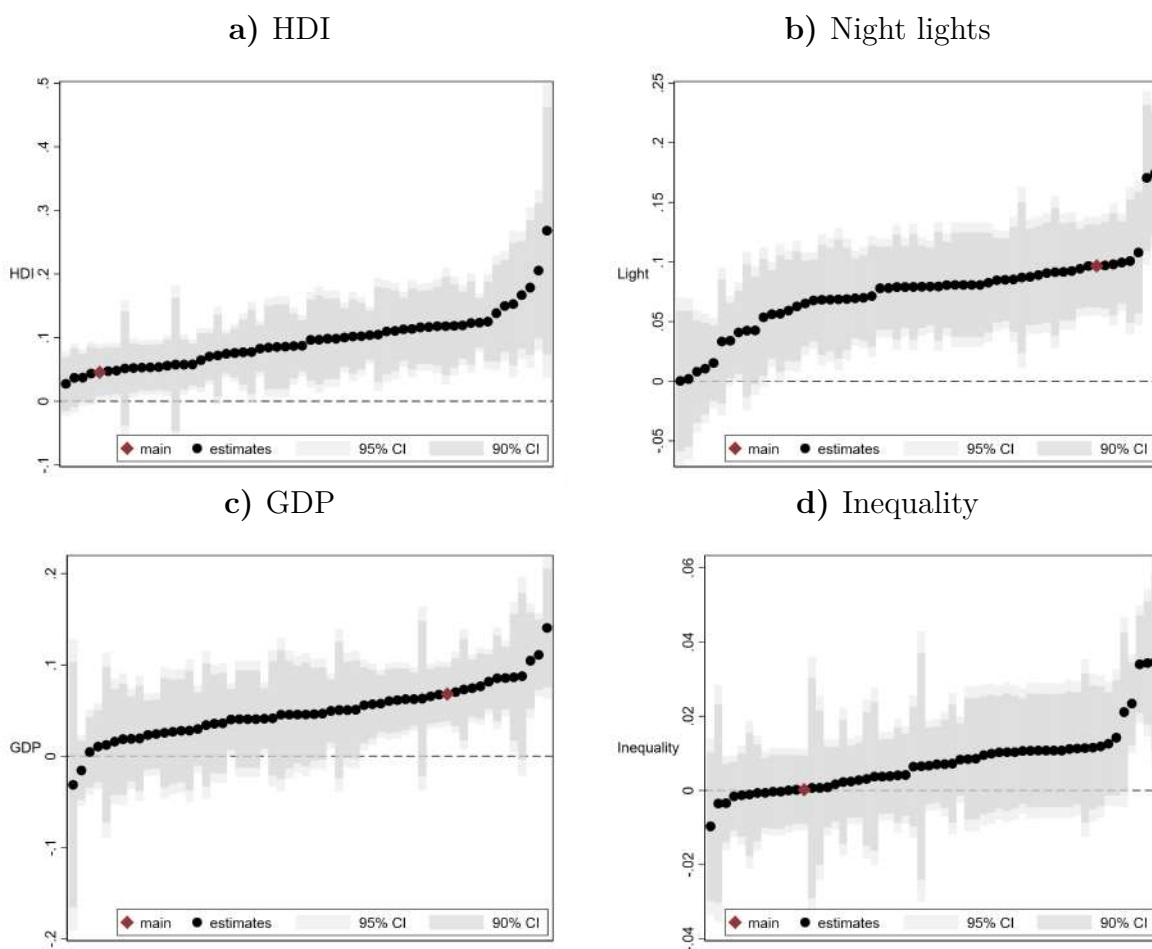 a) HDI
.5
.4
.3
HDI
.2
.1
0
-.1
main estimates 95% CI 90% CI
b) Night lights
.25
.2
.15
Light
.1
.05
0
-.05
main estimates 95% CI 90% CI
c) GDP
.2
.1
GDP
0
-.1
-.2
main estimates 95% CI 90% CI
d) Inequality
.06
.04
.02
Inequality
0
-.02
-.04
main estimates 95% CI 90% CI